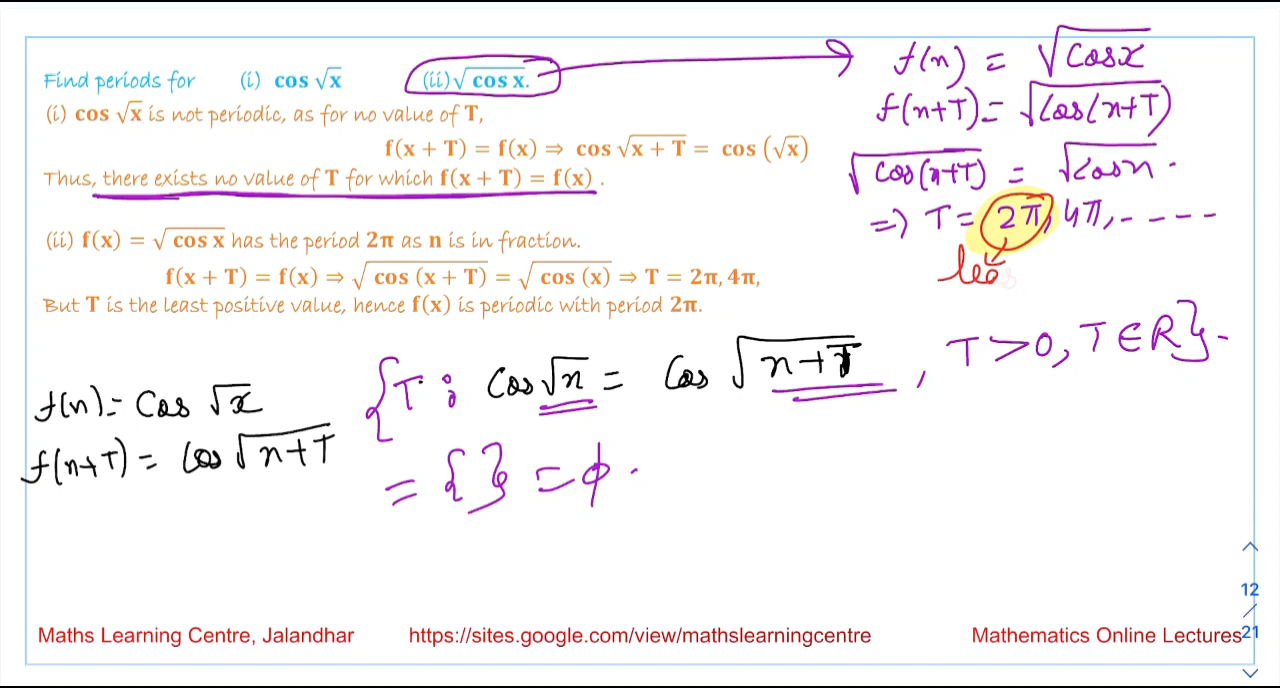 Find periods for (i) cos √x (ii) √cos x.
(i) cos √x is not periodic, as for no value of T,
f(x + T) = f(x) ⇒ cos √x + T = cos (√x)
Thus, there exists no value of T for which f(x + T) = f(x) .
(ii) f(x) = √cos x has the period 2π as n is in fraction.
f(x + T) = f(x) ⇒ √cos (x + T) = √cos (x) ⇒ T = 2π, 4π,
But T is the least positive value, hence f(x) is periodic with period 2π.
f(n) = √cosx
f(n+T) = √cos(n+T)
√cos(n+T) = √cosn .
=> T = 2π, 4π, - - - -
leas
f(n) = cos √x
f(n+T) = cos √n+T
{T : cos √n = cos √n+T , T>0, T∈R}.
= { } = ϕ .
12
/
21
Maths Learning Centre, Jalandhar https://sites.google.com/view/mathslearningcentre Mathematics Online Lectures